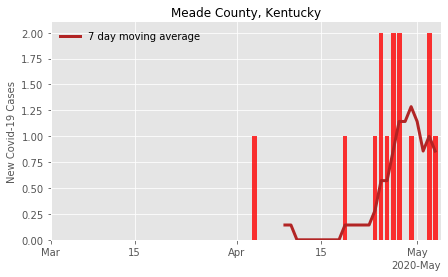 Meade County, Kentucky
7 day moving average
New Covid-19 Cases
2.00
1.75
1.50
1.25
1.00
0.75
0.50
0.25
0.00
Mar
15
Apr
15
May
2020-May